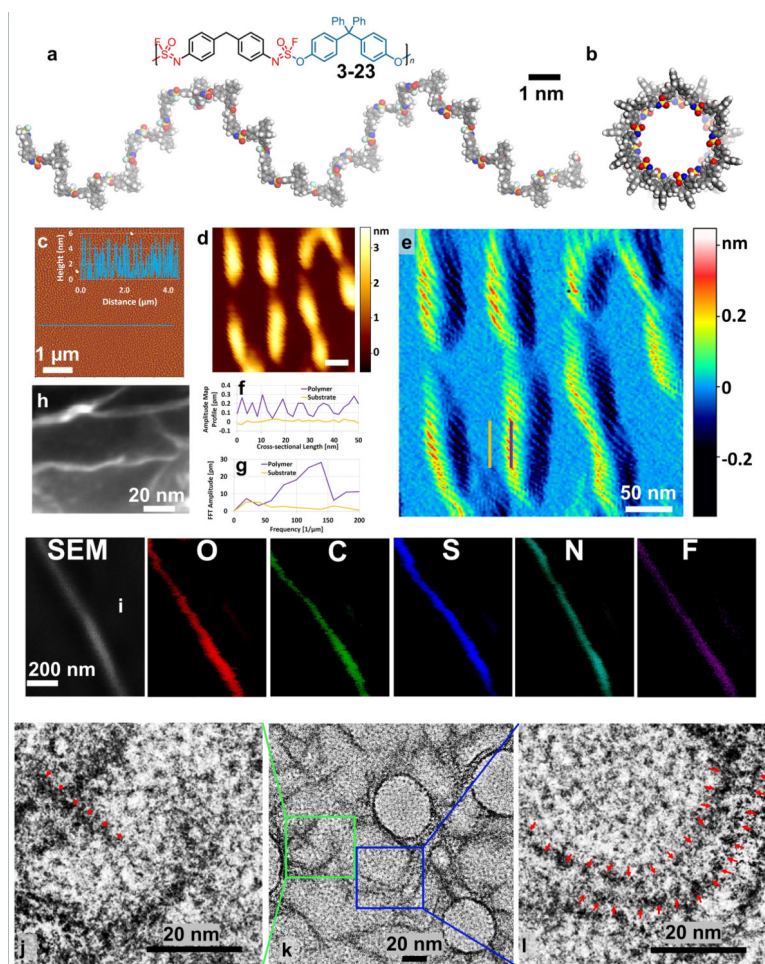 Ph Ph
F O
S
N
F O
S
N O
O
n
3-23
a
1 nm
b
c
Height [nm]
6
4
2
0
0.0 2.0 4.0
Distance (μm)
1 μm
d
nm
3
2
1
0
e
nm
0.2
0
-0.2
50 nm
h
20 nm
f
Amplitude Map
Profile [pm]
0.4
0.3
0.2
0.1
0
-0.1
Polymer
Substrate
0 10 20 30 40 50
Cross-sectional Length [nm]
g
FFT Amplitude [pm]
30
20
10
0
Polymer
Substrate
0 50 100 150 200
Frequency [1/μm]
SEM O C S N F
i
200 nm
j
20 nm
k
20 nm
l
20 nm